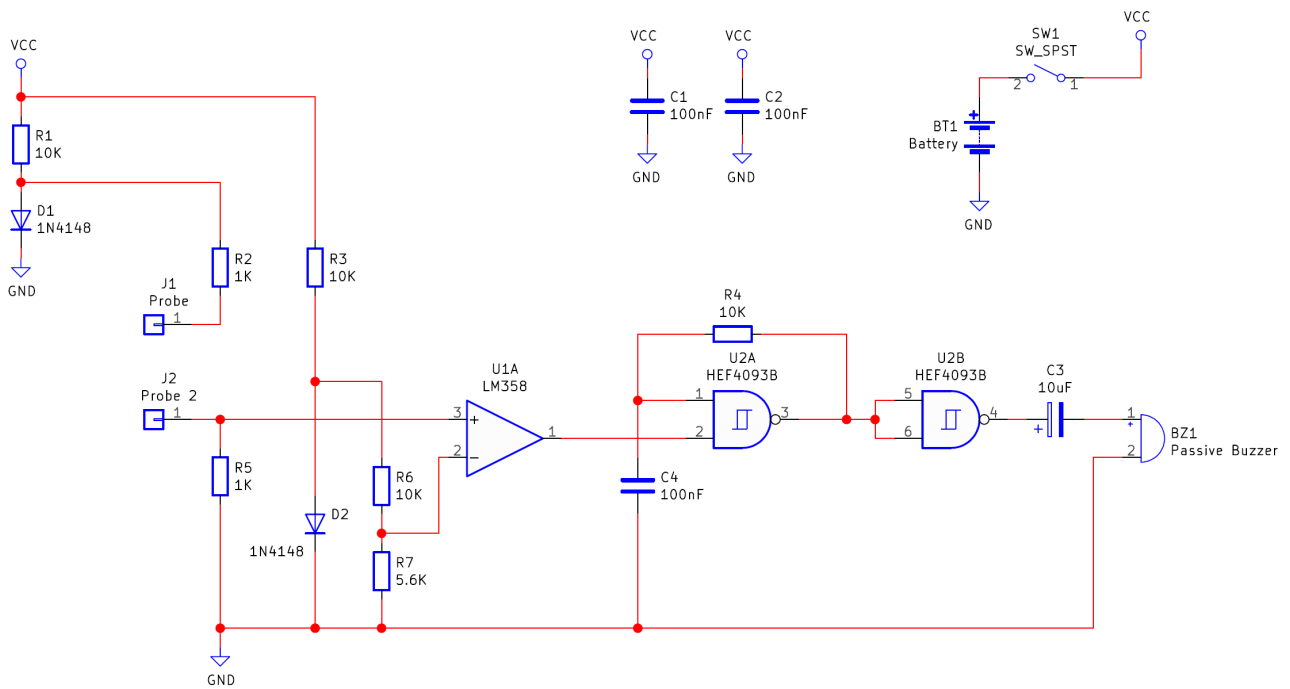 VCC
R1
10K
D1
1N4148
GND
R2
1K
J1
Probe
1
R3
10K
J2
Probe 2
1
R5
1K
D2
1N4148
R6
10K
R7
5.6K
GND
U1A
LM358
3
+
2
−
1
VCC
C1
100nF
GND
VCC
C2
100nF
GND
SW1
SW_SPST
2
1
VCC
+
BT1
Battery
GND
R4
10K
U2A
HEF4093B
1
2
3
C4
100nF
U2B
HEF4093B
5
6
4
C3
10uF
+
1
+
2
BZ1
Passive Buzzer